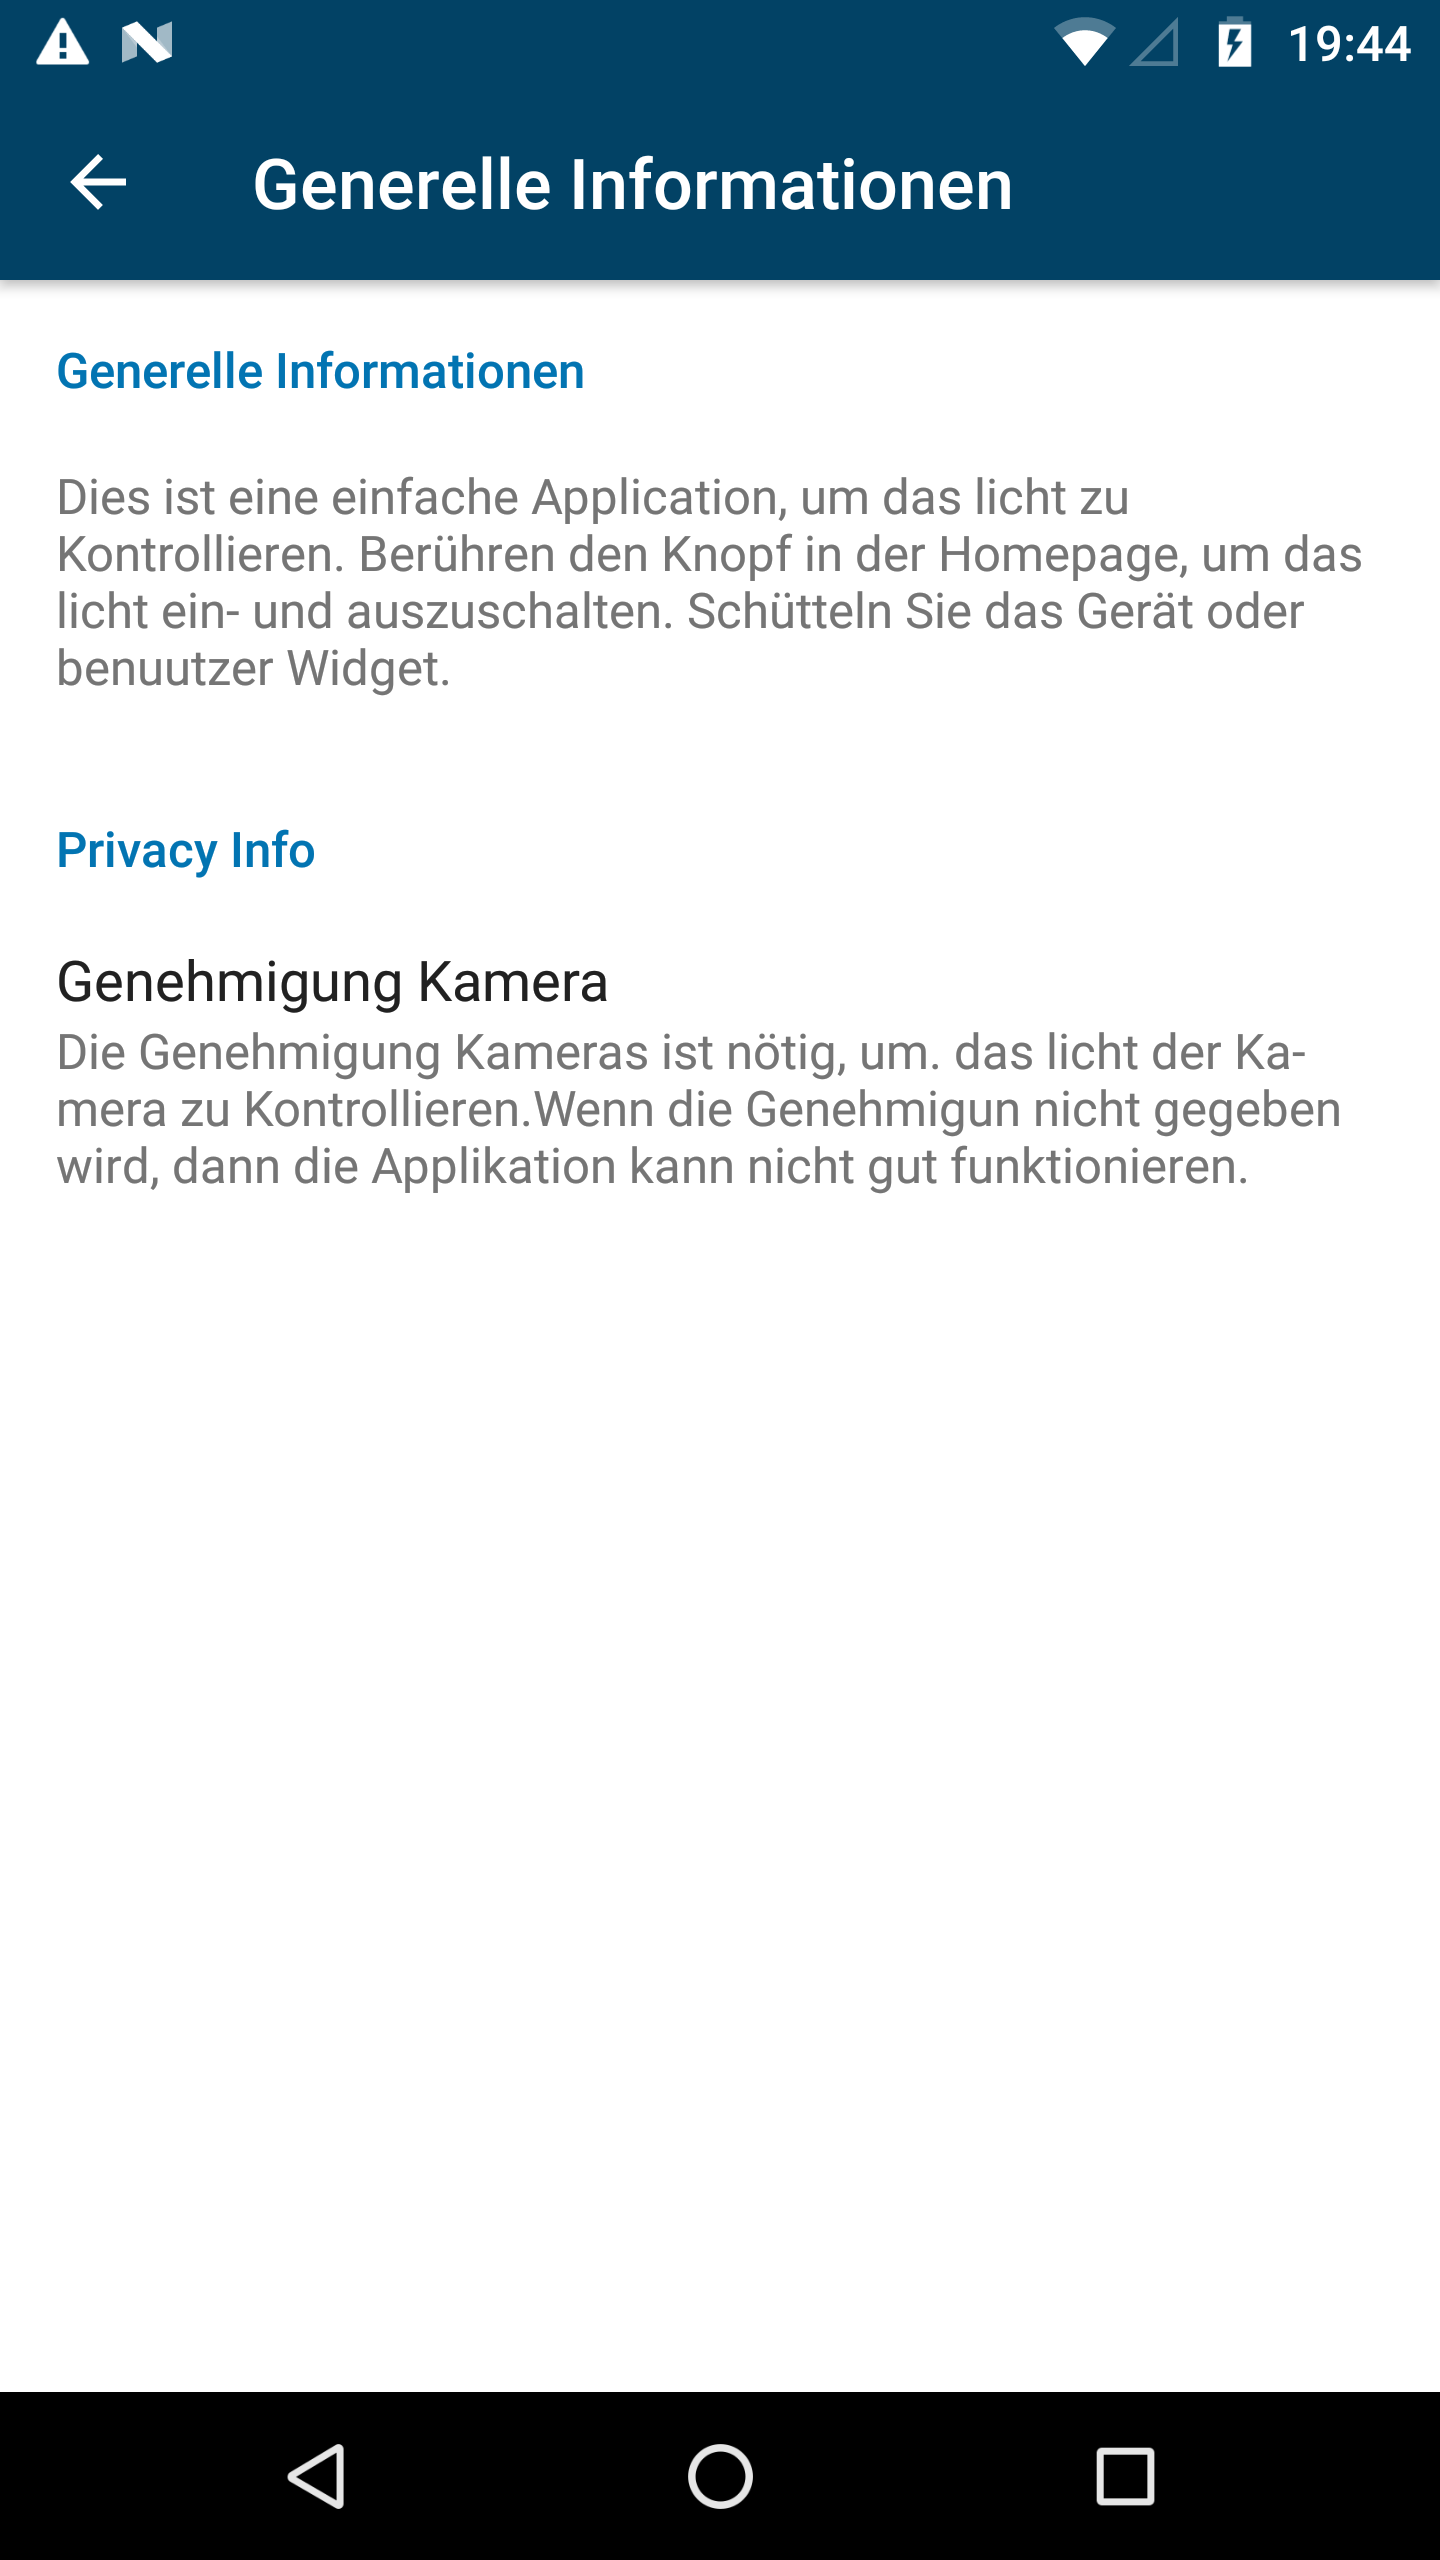 19:44
Generelle Informationen
Generelle Informationen
Dies ist eine einfache Application, um das licht zu
Kontrollieren. Berühren den Knopf in der Homepage, um das
licht ein- und auszuschalten. Schütteln Sie das Gerät oder
benuutzer Widget.
Privacy Info
Genehmigung Kamera
Die Genehmigung Kameras ist nötig, um. das licht der Ka-
mera zu Kontrollieren.Wenn die Genehmigun nicht gegeben
wird, dann die Applikation kann nicht gut funktionieren.